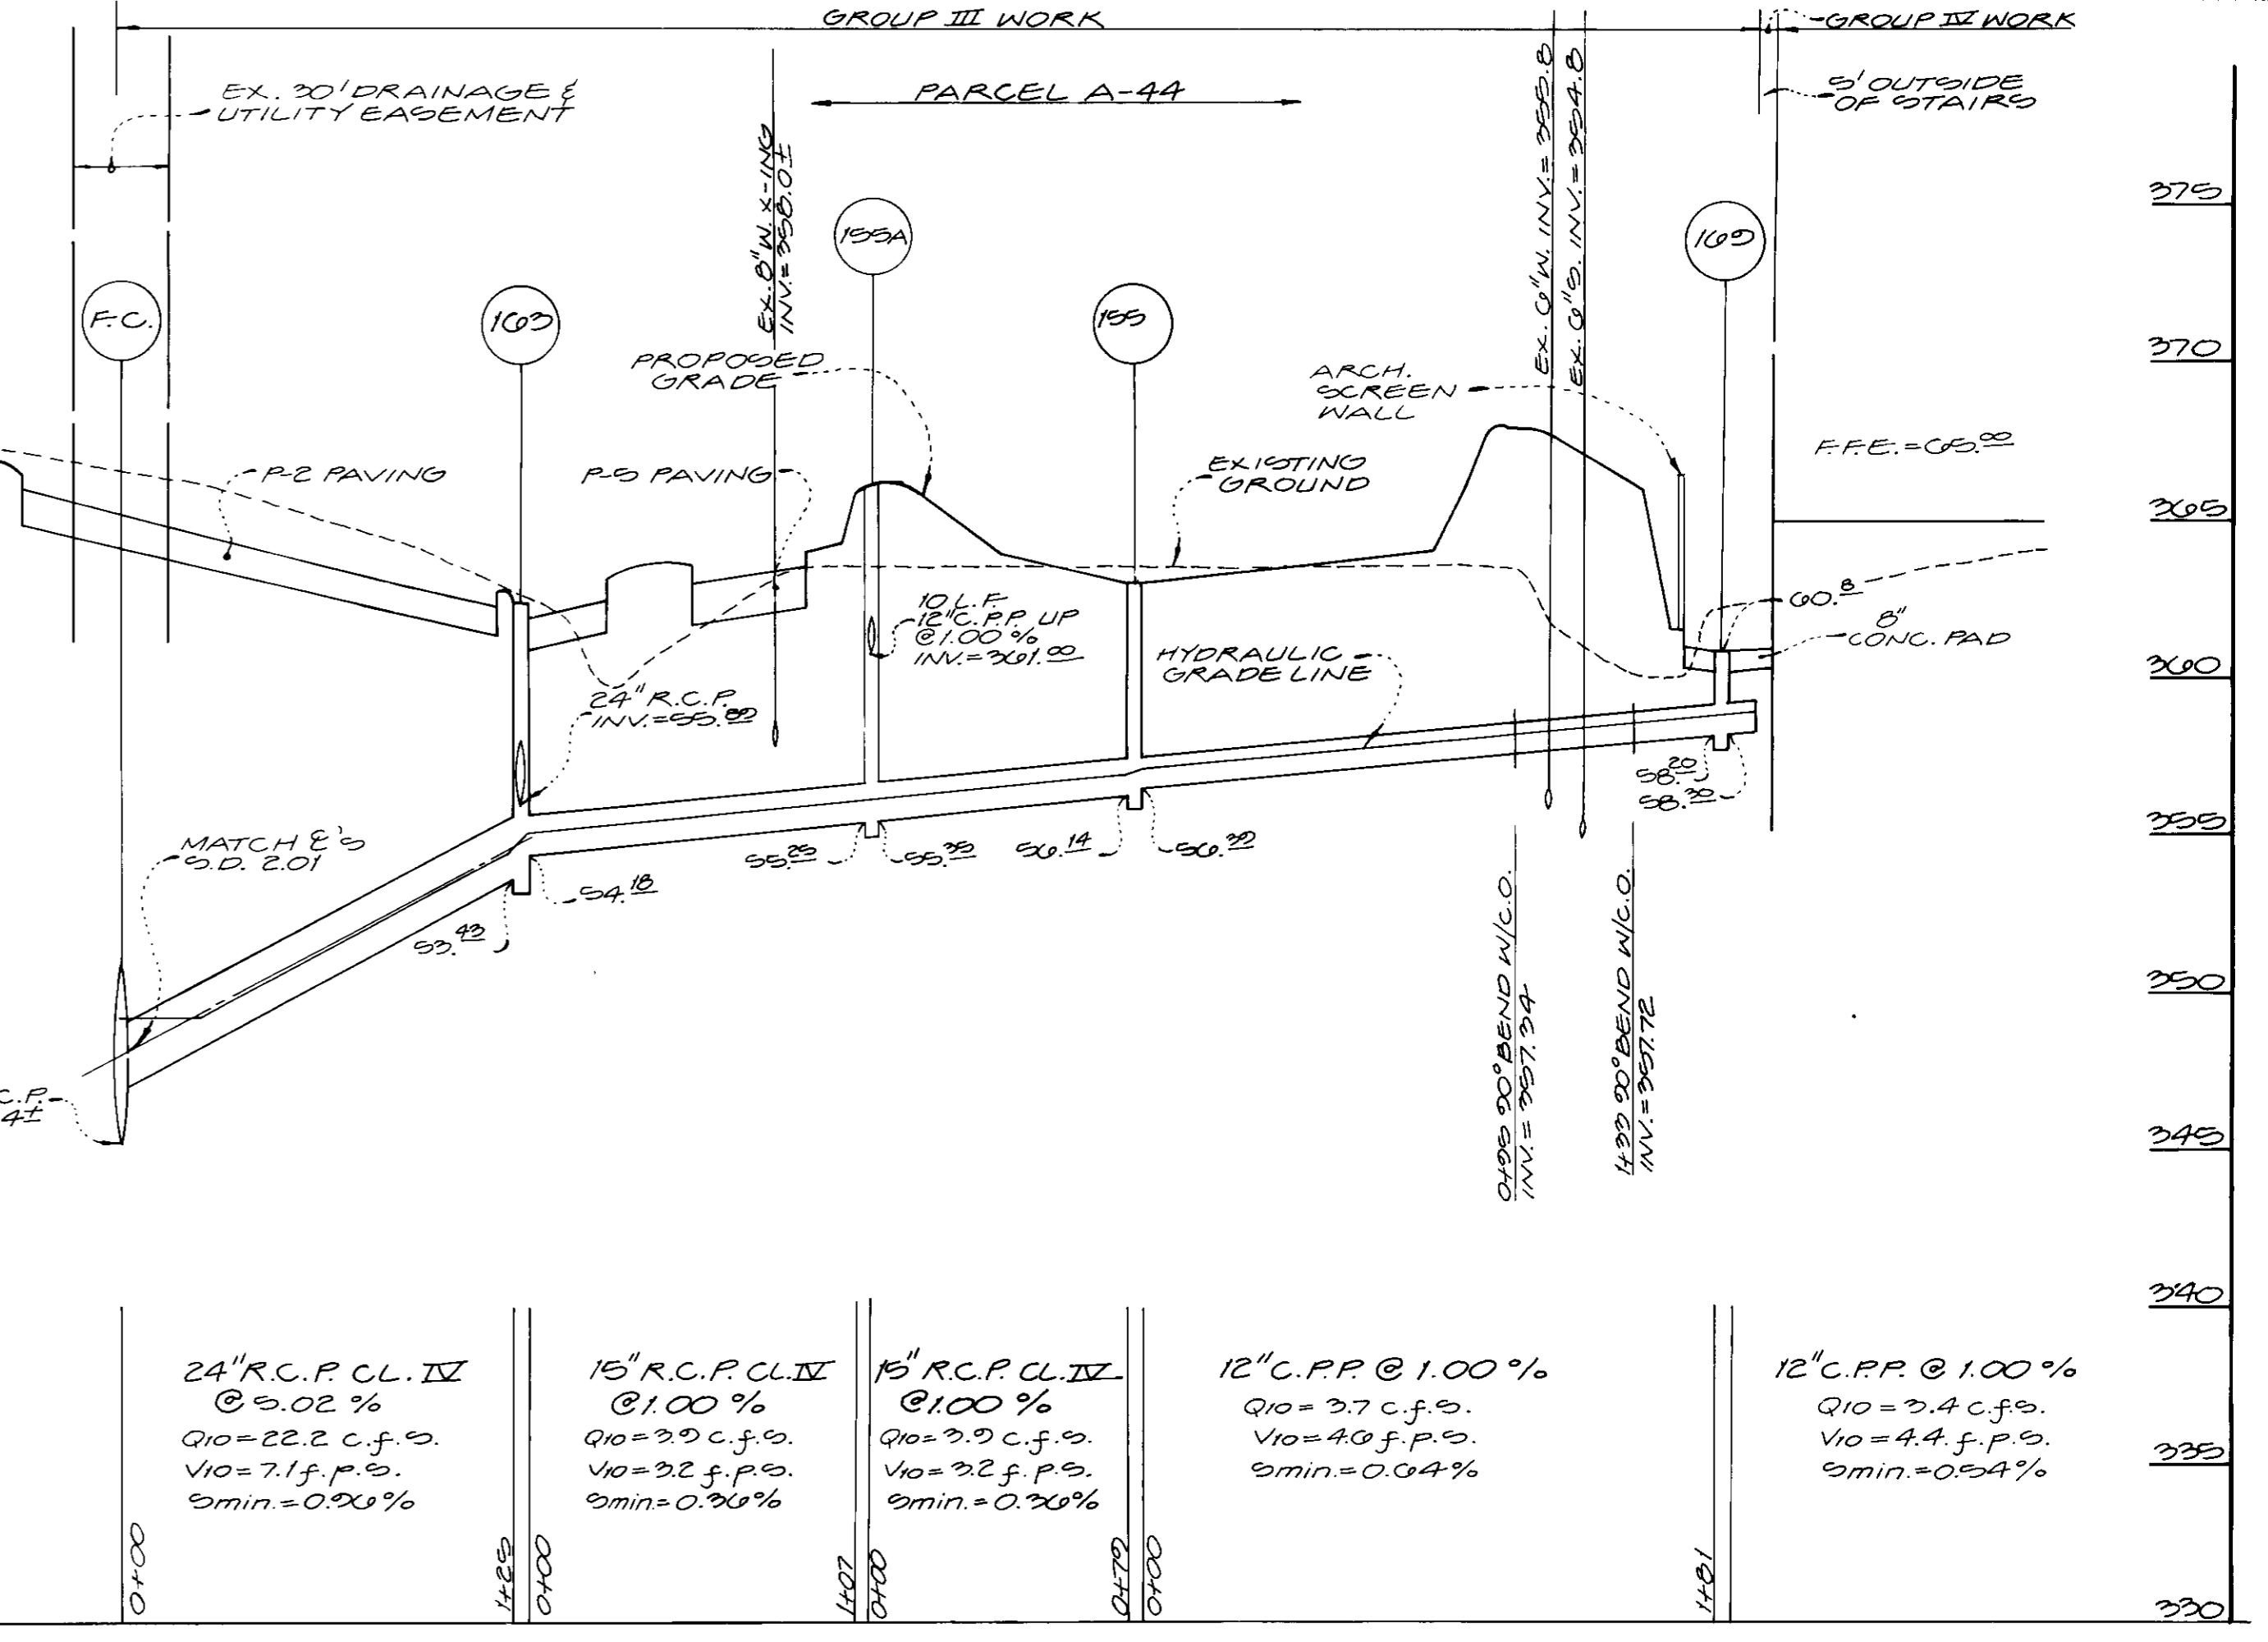 GROUP III WORK
GROUP IV WORK
EX. 30' DRAINAGE &
UTILITY EASEMENT
PARCEL A-44
5' OUTSIDE
OF STAIRS
EX. 8" W. X-ING
INV.= 358.0±
EX. 6" W. INV. = 355.8
EX. 6" S. INV. = 354.8
375
F.C.
163
155A
155
169
370
PROPOSED
GRADE
ARCH.
SCREEN
WALL
P-2 PAVING
P-5 PAVING
EXISTING
GROUND
F.F.E.=65.00
365
10 L.F.
12" C.P.P. UP
@ 1.00 %
INV.=361.00
60.8
8"
CONC. PAD
HYDRAULIC
GRADE LINE
360
24" R.C.P.
INV.=55.89
58.20
58.30
355
MATCH ℄'S
S.D. 2.01
55.25
55.35
56.14
56.39
54.18
53.43
350
C.P.
4±
0+95 90° BEND W/C.O.
INV. = 357.34
1+33 90° BEND W/C.O.
INV. = 357.72
345
340
24" R.C.P. CL. IV
@ 5.02 %
Q10=22.2 c.f.s.
V10=7.1 f.p.s.
Smin.=0.96%
15" R.C.P. CL. IV
@ 1.00 %
Q10=3.9 c.f.s.
V10=3.2 f.p.s.
Smin.=0.36%
15" R.C.P. CL. IV
@ 1.00 %
Q10=3.9 c.f.s.
V10=3.2 f.p.s.
Smin.=0.36%
12" C.P.P. @ 1.00 %
Q10 = 3.7 c.f.s.
V10=4.6 f.p.s.
Smin.=0.64%
12" C.P.P. @ 1.00 %
Q10 = 3.4 c.f.s.
V10=4.4. f.p.s.
Smin.=0.54%
335
0+00
1+25
0+00
1+07
0+00
0+79
0+00
1+81
330